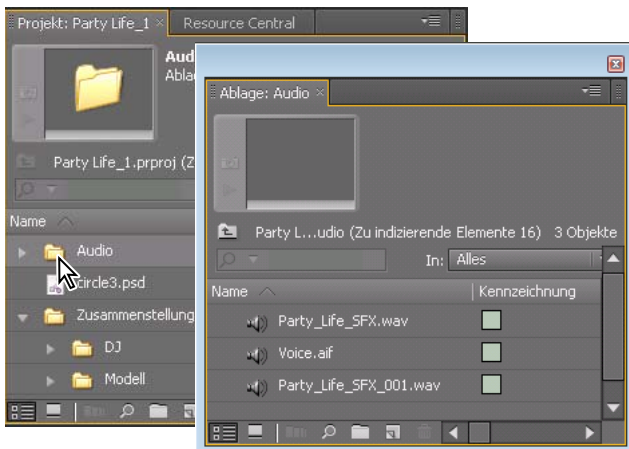 Projekt: Party Life_1 ×
Resource Central
Aud
Abla
Party Life_1.prproj (Z
Name
Audio
circle3.psd
Zusammenstellung
DJ
Modell
Ablage: Audio ×
Party L...udio (Zu indizierende Elemente 16) 3 Objekte
In: Alles
Name Kennzeichnung
Party_Life_SFX.wav
Voice.aif
Party_Life_SFX_001.wav